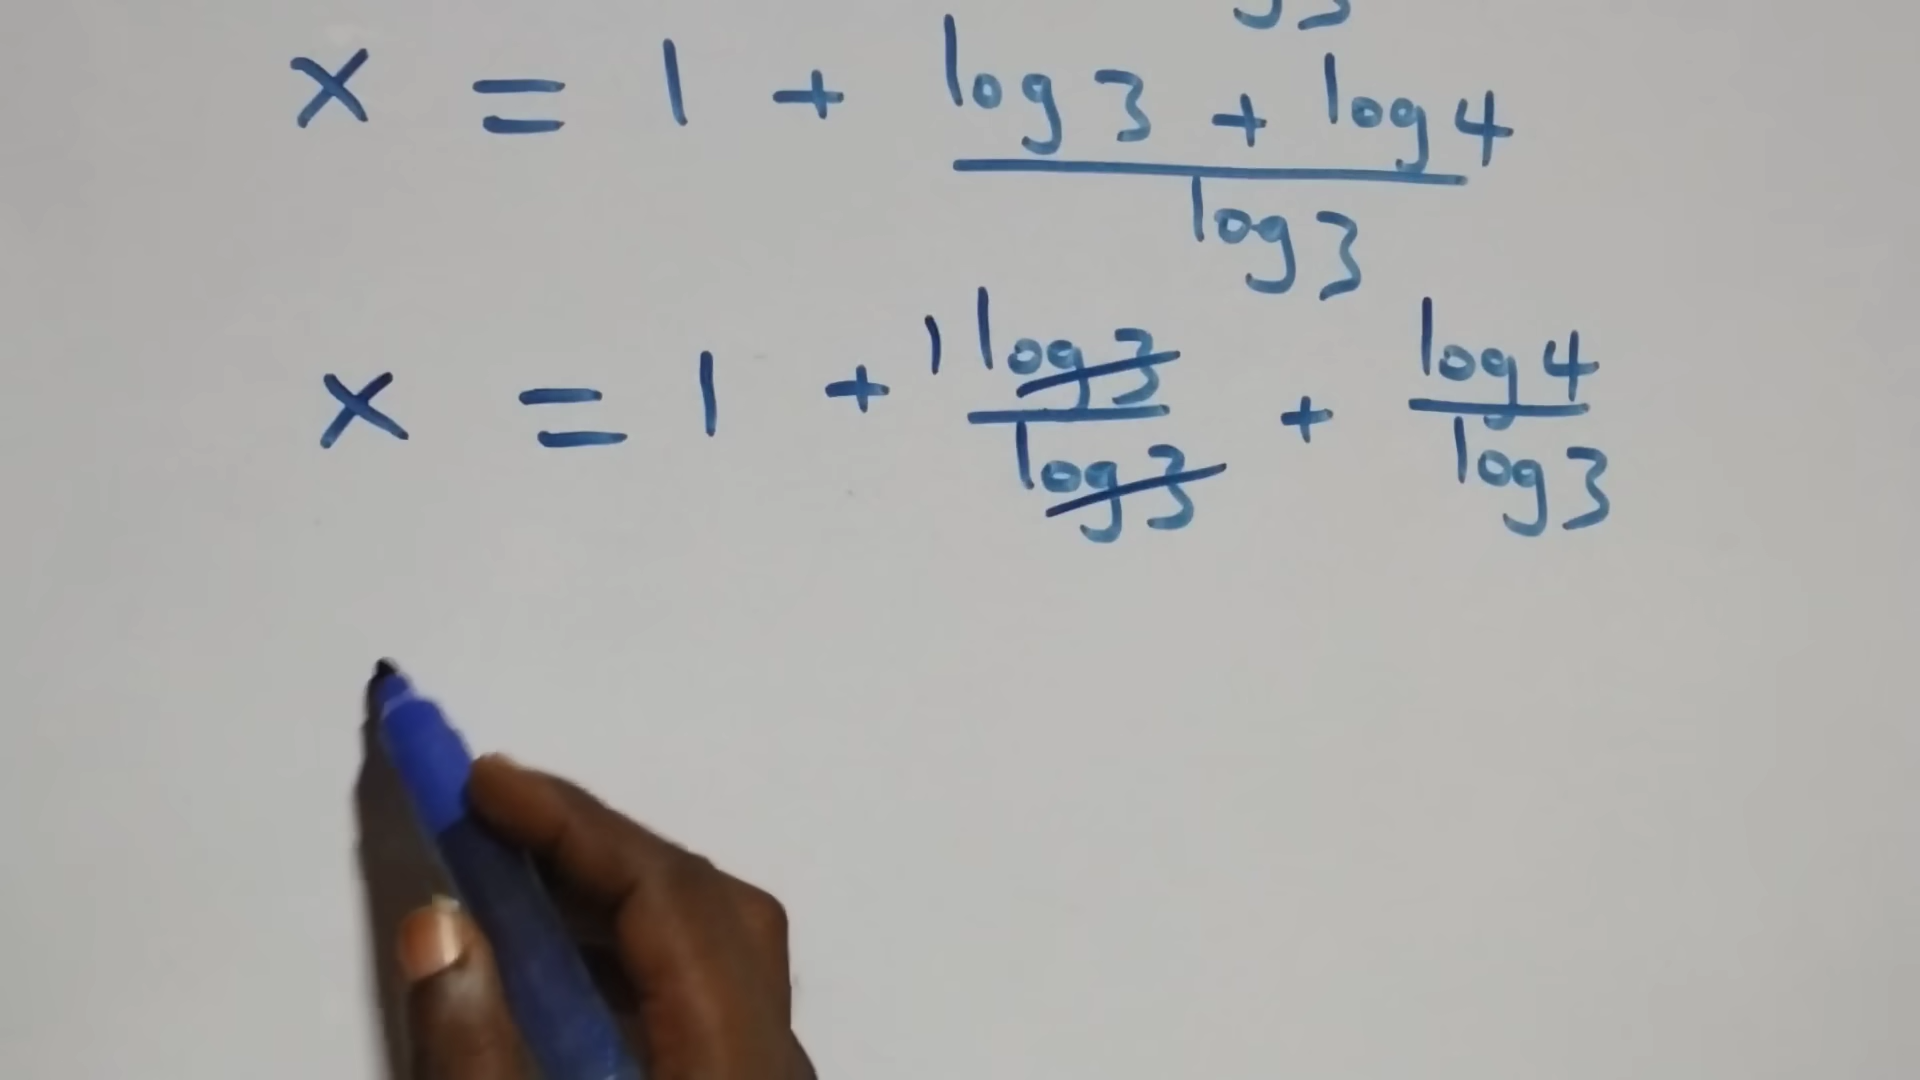 x = 1 + (log 3 + log 4)/log 3
x = 1 + 1 log 3/log 3 + log 4/log 3